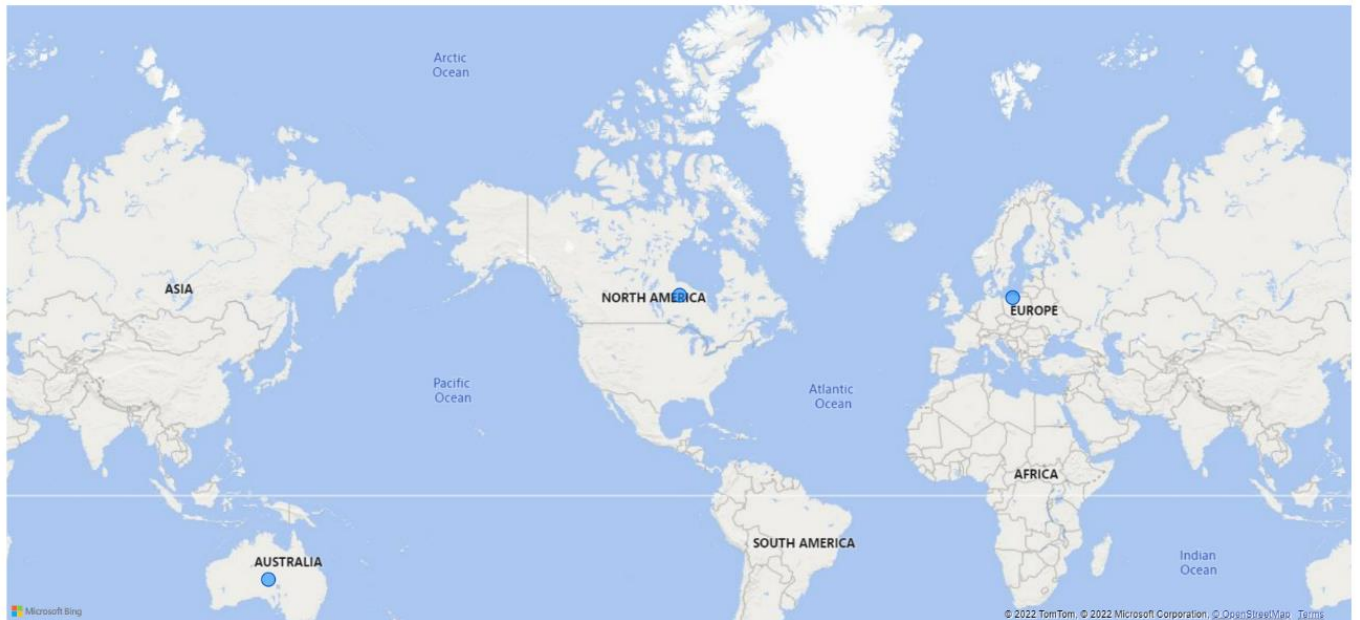 Arctic
Ocean
ASIA
NORTH AMERICA
EUROPE
Pacific
Ocean
Atlantic
Ocean
AFRICA
SOUTH AMERICA
AUSTRALIA
Indian
Ocean
Microsoft Bing
© 2022 TomTom, © 2022 Microsoft Corporation, © OpenStreetMap Terms